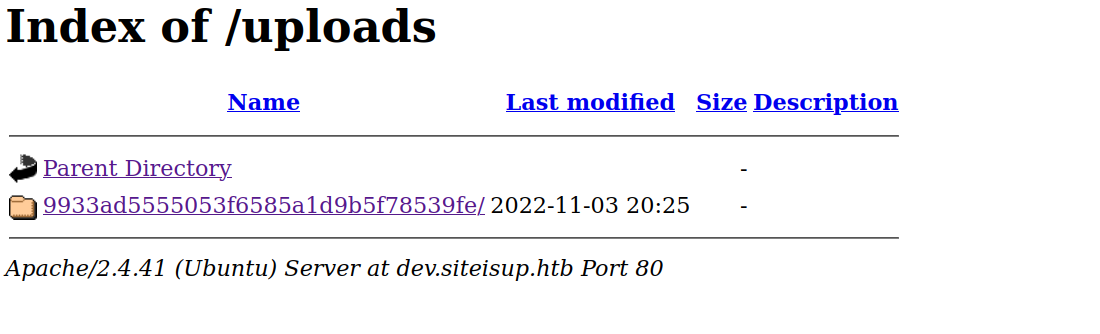 Index of /uploads
Name Last modified Size Description
Parent Directory -
9933ad5555053f6585a1d9b5f78539fe/ 2022-11-03 20:25 -
Apache/2.4.41 (Ubuntu) Server at dev.siteisup.htb Port 80